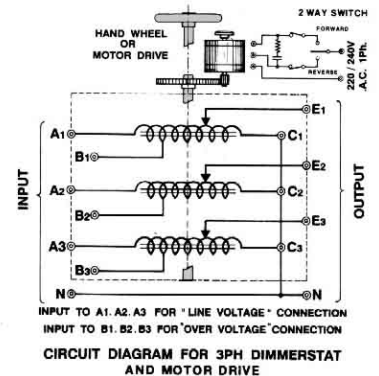 2 WAY SWITCH
HAND WHEEL
OR
MOTOR DRIVE
FORWARD
REVERSE
220 / 240V
A.C. 1Ph.
INPUT
OUTPUT
A1
B1
E1
C1
A2
B2
E2
C2
A3
B3
E3
C3
N
N
INPUT TO A1. A2. A3 FOR "LINE VOLTAGE" CONNECTION
INPUT TO B1. B2. B3 FOR "OVER VOLTAGE" CONNECTION
CIRCUIT DIAGRAM FOR 3PH DIMMERSTAT
AND MOTOR DRIVE